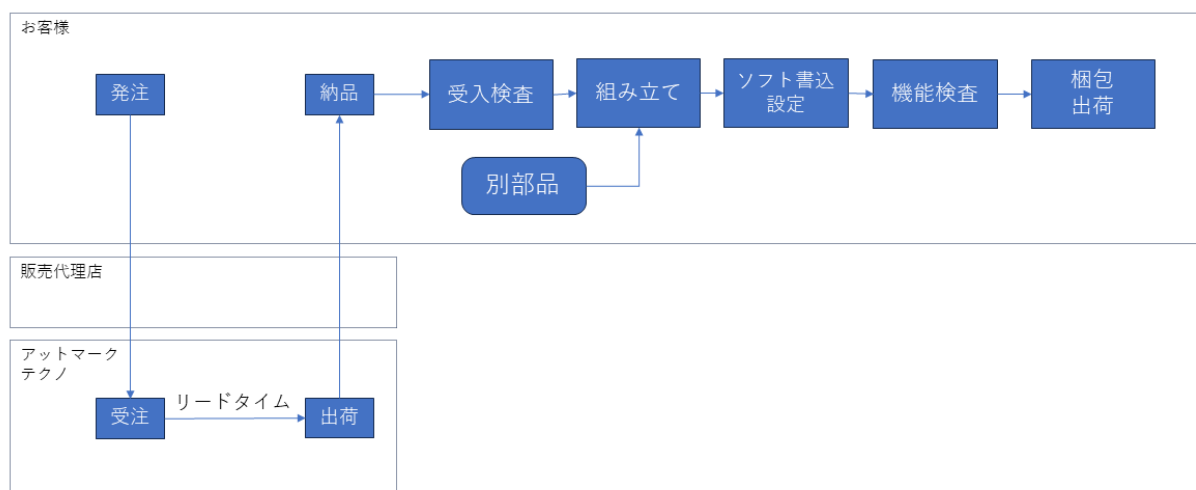 お客様
発注
納品
受入検査
組み立て
ソフト書込
設定
機能検査
梱包
出荷
別部品
販売代理店
アットマーク
テクノ
受注
リードタイム
出荷